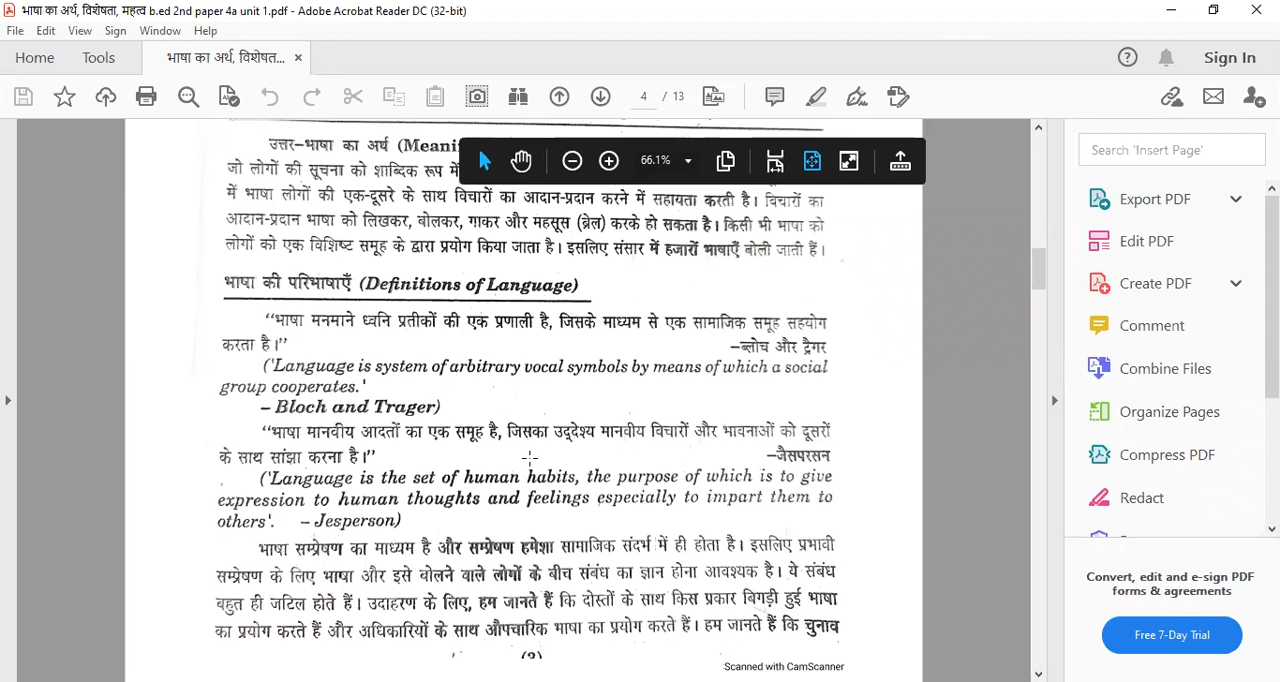 भाषा का अर्थ, विशेषता, महत्व b.ed 2nd paper 4a unit 1.pdf - Adobe Acrobat Reader DC (32-bit)
File Edit View Sign Window Help
Home Tools भाषा का अर्थ, विशेषत... × Sign In
4 / 13
66.1%
उत्तर–भाषा का अर्थ (Meani
जो लोगों की सूचना को शाब्दिक रूप में
में भाषा लोगों की एक-दूसरे के साथ विचारों का आदान-प्रदान करने में सहायता करती है। विचारों का
आदान-प्रदान भाषा को लिखकर, बोलकर, गाकर और महसूस (ब्रेल) करके हो सकता है। किसी भी भाषा को
लोगों को एक विशिष्ट समूह के द्वारा प्रयोग किया जाता है। इसलिए संसार में हजारों भाषाएँ बोली जाती हैं।
भाषा की परिभाषाएँ (Definitions of Language)
‘‘भाषा मनमाने ध्वनि प्रतीकों की एक प्रणाली है, जिसके माध्यम से एक सामाजिक समूह सहयोग
करता है।’’ –ब्लोच और ट्रैगर
('Language is system of arbitrary vocal symbols by means of which a social
group cooperates.'
– Bloch and Trager)
‘‘भाषा मानवीय आदतों का एक समूह है, जिसका उद्देश्य मानवीय विचारों और भावनाओं को दूसरों
के साथ सांझा करना है।’’ –जैसपरसन
('Language is the set of human habits, the purpose of which is to give
expression to human thoughts and feelings especially to impart them to
others'. – Jesperson)
भाषा सम्प्रेषण का माध्यम है और सम्प्रेषण हमेशा सामाजिक संदर्भ में ही होता है। इसलिए प्रभावी
सम्प्रेषण के लिए भाषा और इसे बोलने वाले लोगों के बीच संबंध का ज्ञान होना आवश्यक है। ये संबंध
बहुत ही जटिल होते हैं। उदाहरण के लिए, हम जानते हैं कि दोस्तों के साथ किस प्रकार बिगड़ी हुई भाषा
का प्रयोग करते हैं और अधिकारियों के साथ औपचारिक भाषा का प्रयोग करते हैं। हम जानते हैं कि चुनाव
Scanned with CamScanner
Search 'Insert Page'
Export PDF
Edit PDF
Create PDF
Comment
Combine Files
Organize Pages
Compress PDF
Redact
Convert, edit and e-sign PDF
forms & agreements
Free 7-Day Trial